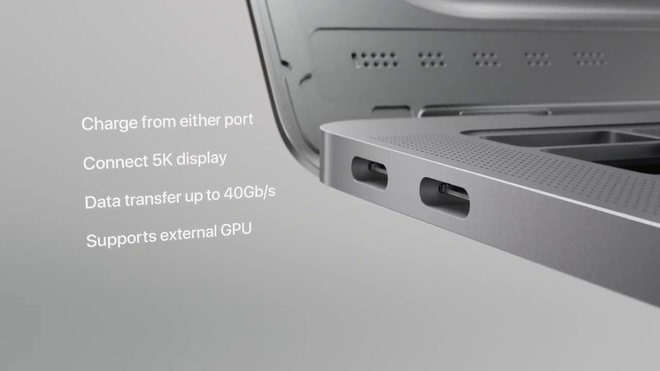 Charge from either port
Connect 5K display
Data transfer up to 40Gb/s
Supports external GPU